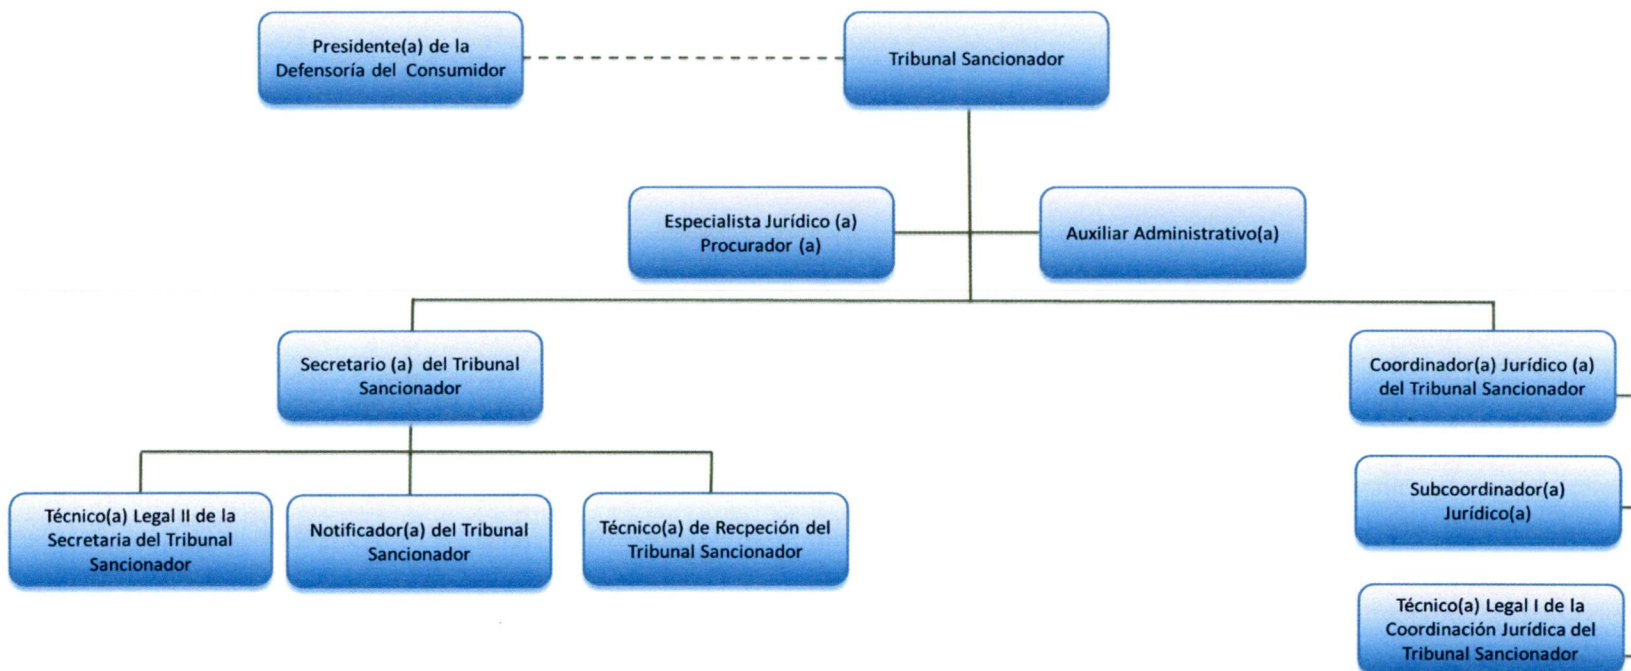 Presidente(a) de la
Defensoría del Consumidor
Tribunal Sancionador
Especialista Jurídico (a)
Procurador (a)
Auxiliar Administrativo(a)
Secretario (a) del Tribunal
Sancionador
Coordinador(a) Jurídico (a)
del Tribunal Sancionador
Técnico(a) Legal II de la
Secretaria del Tribunal
Sancionador
Notificador(a) del Tribunal
Sancionador
Técnico(a) de Recpeción del
Tribunal Sancionador
Subcoordinador(a)
Jurídico(a)
Técnico(a) Legal I de la
Coordinación Jurídica del
Tribunal Sancionador